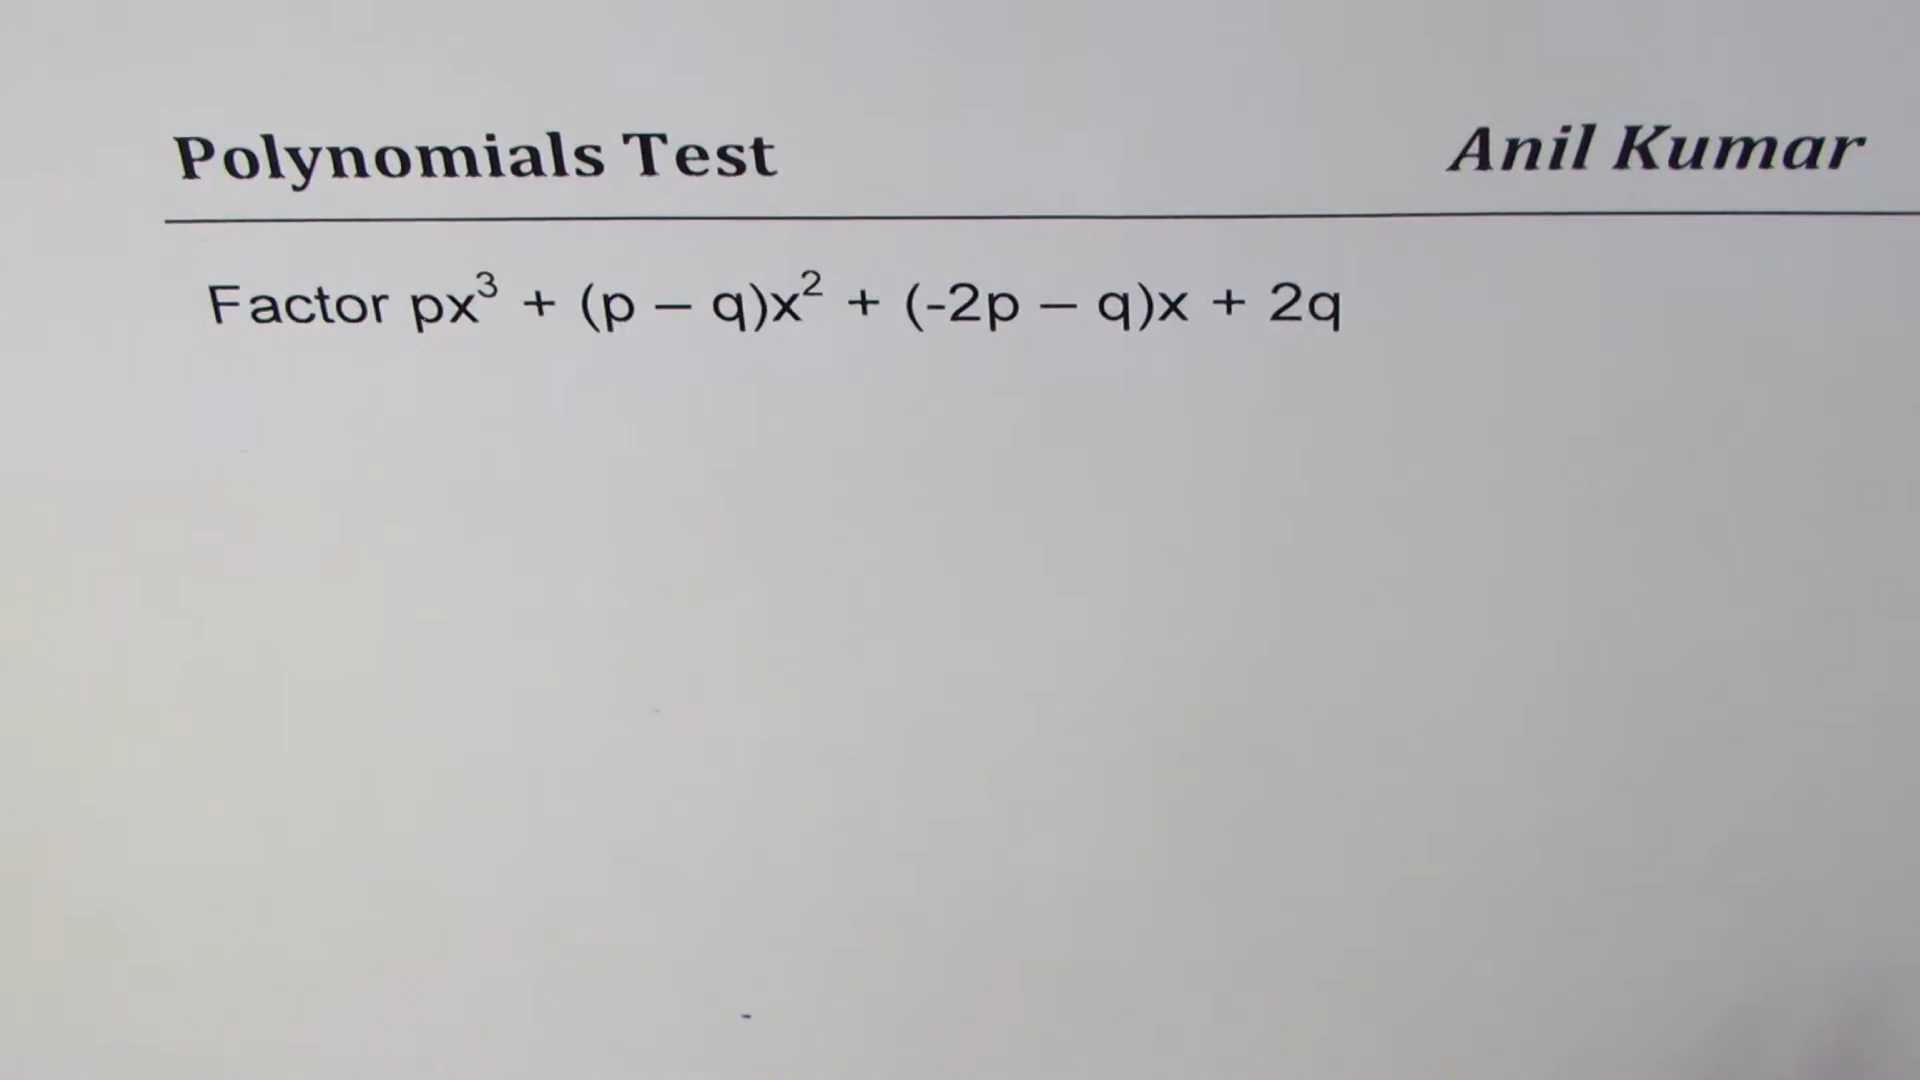 Polynomials Test Anil Kumar
Factor px³ + (p – q)x² + (-2p – q)x + 2q